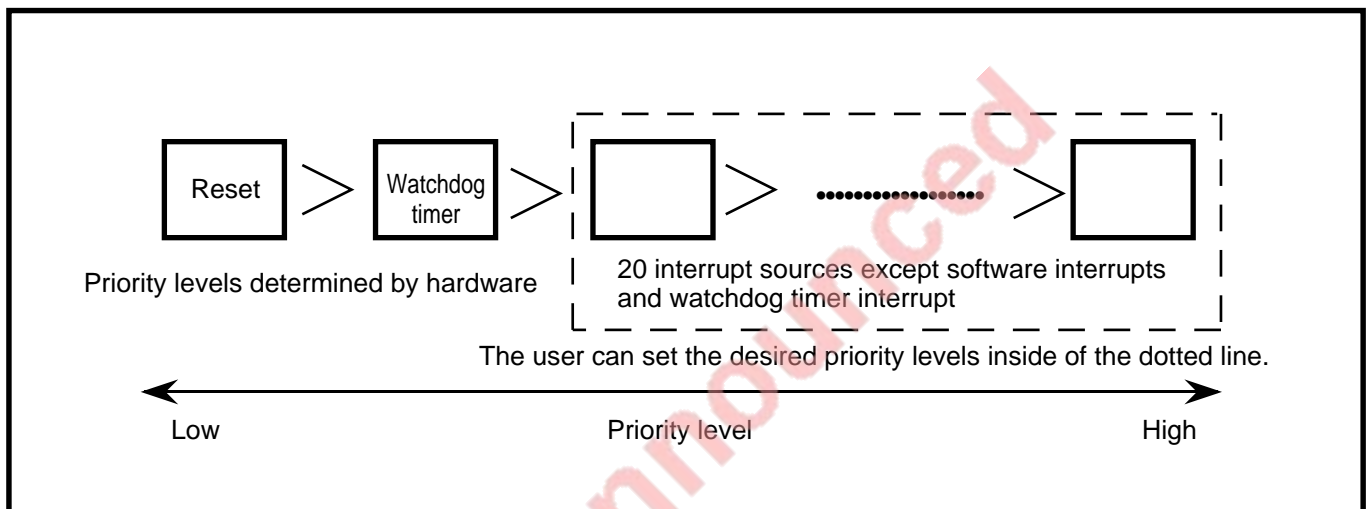 Reset
Watchdog
timer
Priority levels determined by hardware
20 interrupt sources except software interrupts
and watchdog timer interrupt
The user can set the desired priority levels inside of the dotted line.
Low Priority level High
nnounced